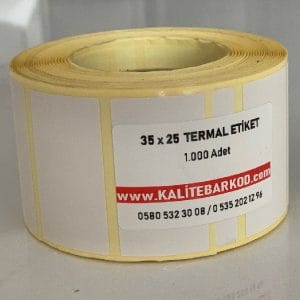 35 x 25 TERMAL ETİKET
1.000 Adet
www.KALİTEBARKOD.com
0580 532 30 08 / 0 535 202 12 96